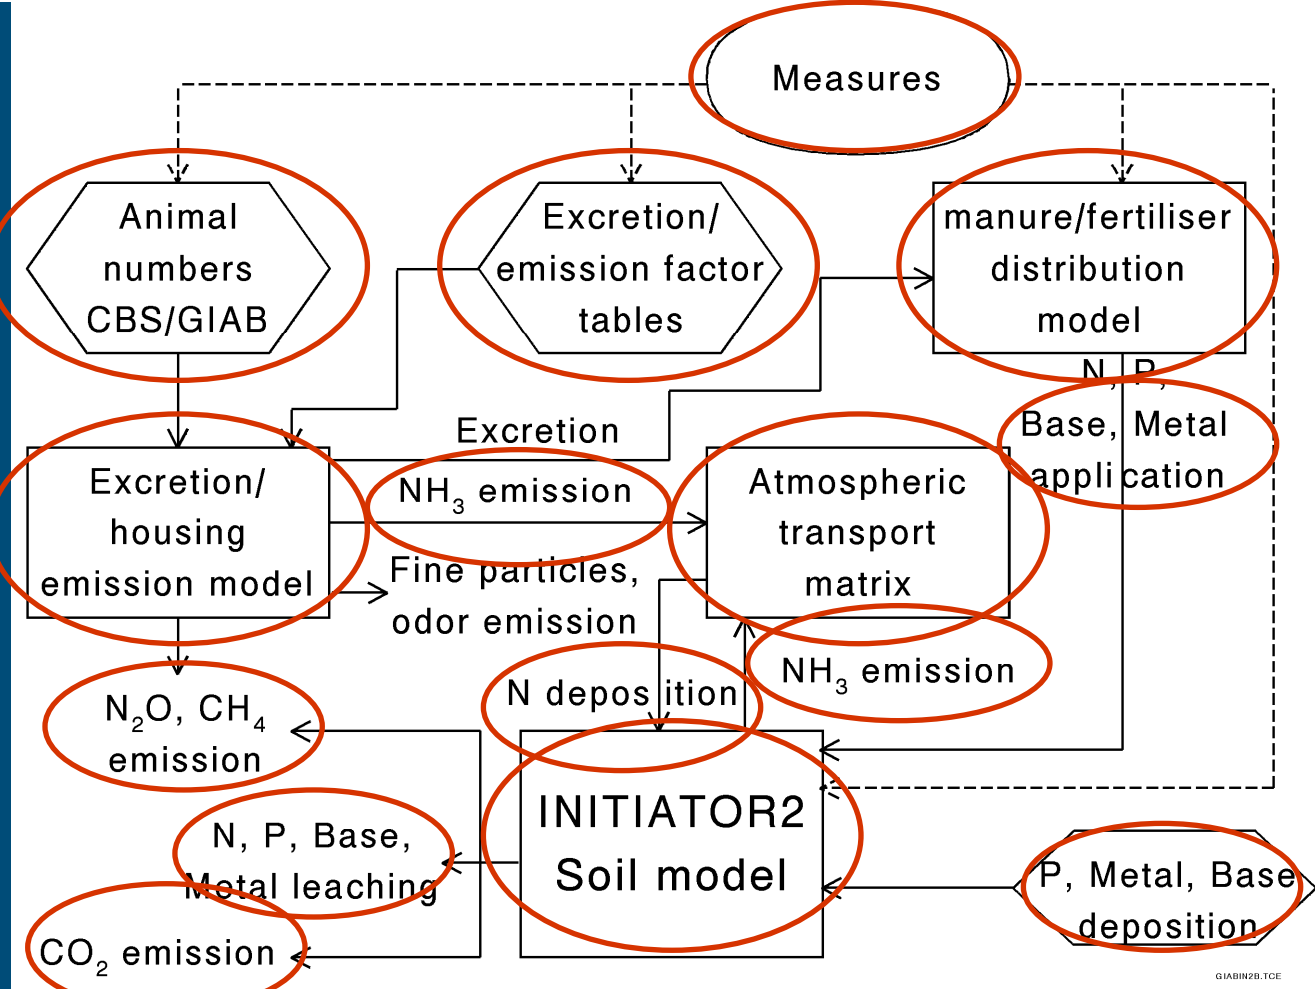 Measures
Animal
numbers
CBS/GIAB
Excretion/
emission factor
tables
manure/fertiliser
distribution
model
N, P,
Base, Metal
application
Excretion
Excretion/
housing
emission model
NH3 emission
Atmospheric
transport
matrix
Fine particles,
odor emission
NH3 emission
N deposition
N2O, CH4
emission
INITIATOR2
Soil model
N, P, Base,
Metal leaching
P, Metal, Base
deposition
CO2 emission
GIABIN2B.TCE